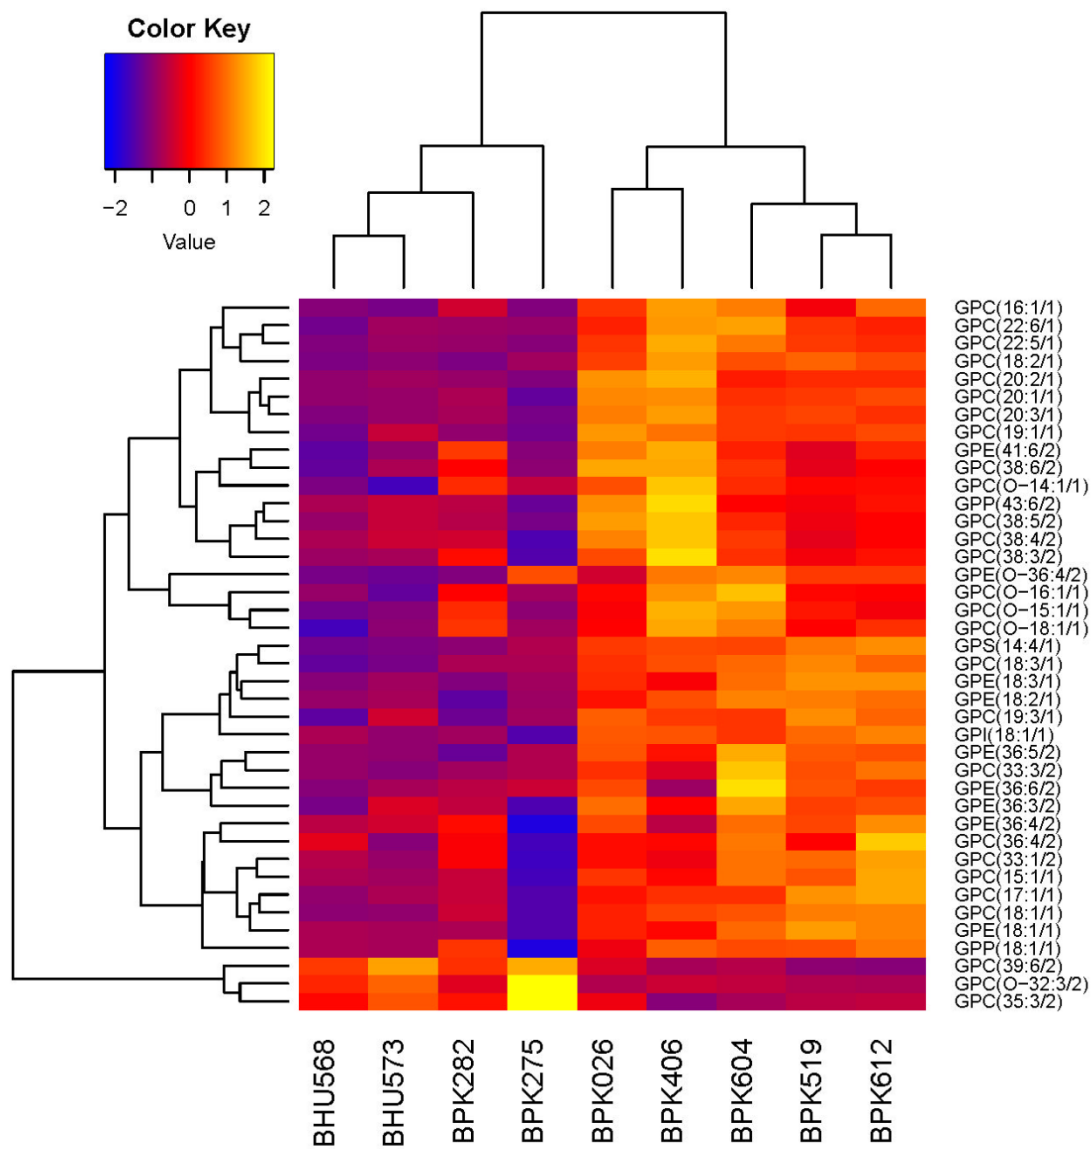 Color Key
−2 0 1 2
Value
GPC(16:1/1)
GPC(22:6/1)
GPC(22:5/1)
GPC(18:2/1)
GPC(20:2/1)
GPC(20:1/1)
GPC(20:3/1)
GPC(19:1/1)
GPE(41:6/2)
GPC(38:6/2)
GPC(O−14:1/1)
GPP(43:6/2)
GPC(38:5/2)
GPC(38:4/2)
GPC(38:3/2)
GPE(O−36:4/2)
GPC(O−16:1/1)
GPC(O−15:1/1)
GPC(O−18:1/1)
GPS(14:4/1)
GPC(18:3/1)
GPE(18:3/1)
GPE(18:2/1)
GPC(19:3/1)
GPI(18:1/1)
GPE(36:5/2)
GPC(33:3/2)
GPE(36:6/2)
GPE(36:3/2)
GPE(36:4/2)
GPC(36:4/2)
GPC(33:1/2)
GPC(15:1/1)
GPC(17:1/1)
GPC(18:1/1)
GPE(18:1/1)
GPP(18:1/1)
GPC(39:6/2)
GPC(O−32:3/2)
GPC(35:3/2)
BHU568 BHU573 BPK282 BPK275 BPK026 BPK406 BPK604 BPK519 BPK612